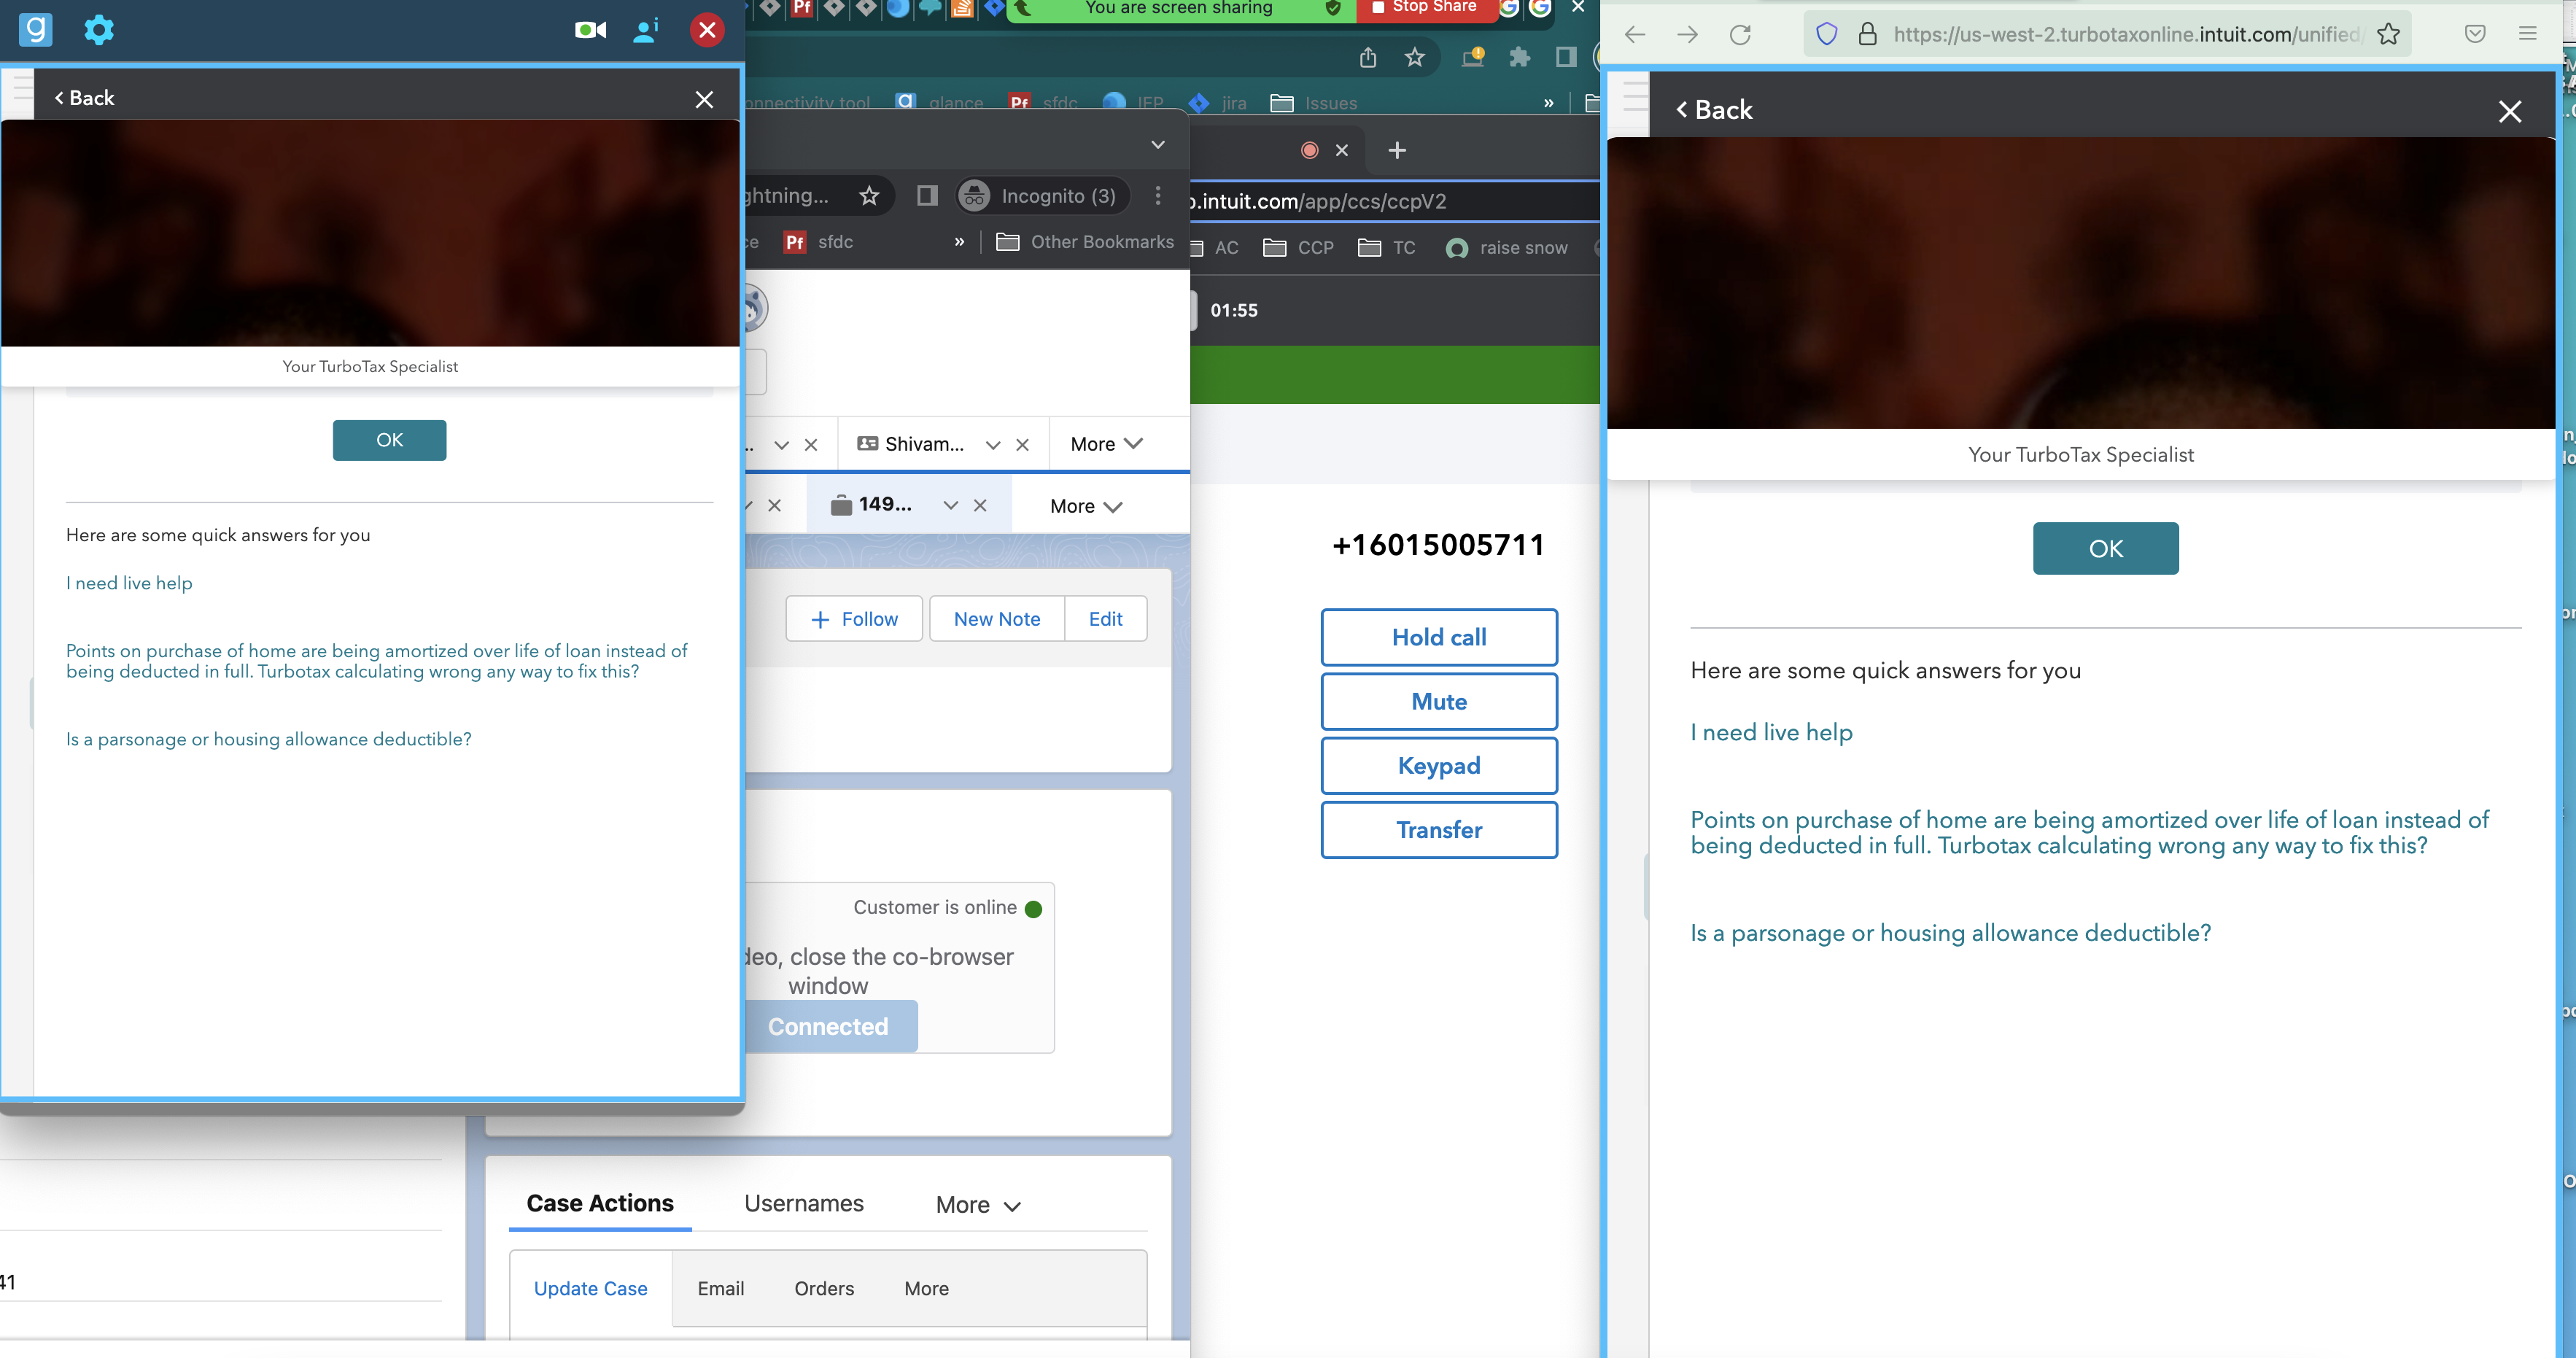 g
< Back
Your TurboTax Specialist
OK
Here are some quick answers for you
I need live help
Points on purchase of home are being amortized over life of loan instead of
being deducted in full. Turbotax calculating wrong any way to fix this?
Is a parsonage or housing allowance deductible?
41
Pf
You are screen sharing
Stop Share
onnectivity tool
glance
Pf sfdc
IEP
jira
Issues
»
ghtning...
Incognito (3)
ce
Pf sfdc
»
Other Bookmarks
Shivam...
More
149...
More
+ Follow
New Note
Edit
Customer is online
deo, close the co-browser
window
Connected
Case Actions
Usernames
More
Update Case
Email
Orders
More
.intuit.com/app/ccs/ccpV2
AC
CCP
TC
raise snow
01:55
+16015005711
Hold call
Mute
Keypad
Transfer
https://us-west-2.turbotaxonline.intuit.com/unified/
< Back
Your TurboTax Specialist
OK
Here are some quick answers for you
I need live help
Points on purchase of home are being amortized over life of loan instead of
being deducted in full. Turbotax calculating wrong any way to fix this?
Is a parsonage or housing allowance deductible?